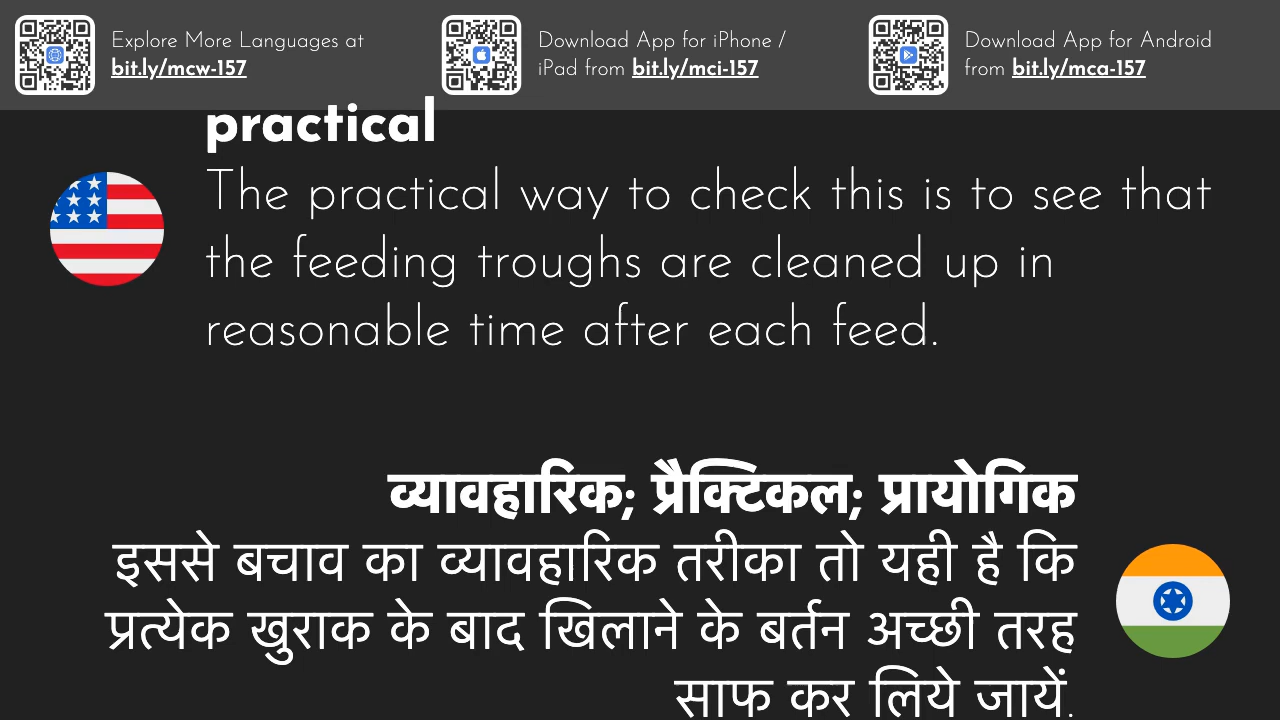 Explore More Languages at
bit.ly/mcw-157
Download App for iPhone /
iPad from bit.ly/mci-157
Download App for Android
from bit.ly/mca-157
practical
The practical way to check this is to see that
the feeding troughs are cleaned up in
reasonable time after each feed.
व्यावहारिक; प्रैक्टिकल; प्रायोगिक
इससे बचाव का व्यावहारिक तरीका तो यही है कि
प्रत्येक खुराक के बाद खिलाने के बर्तन अच्छी तरह
साफ कर लिये जायें.